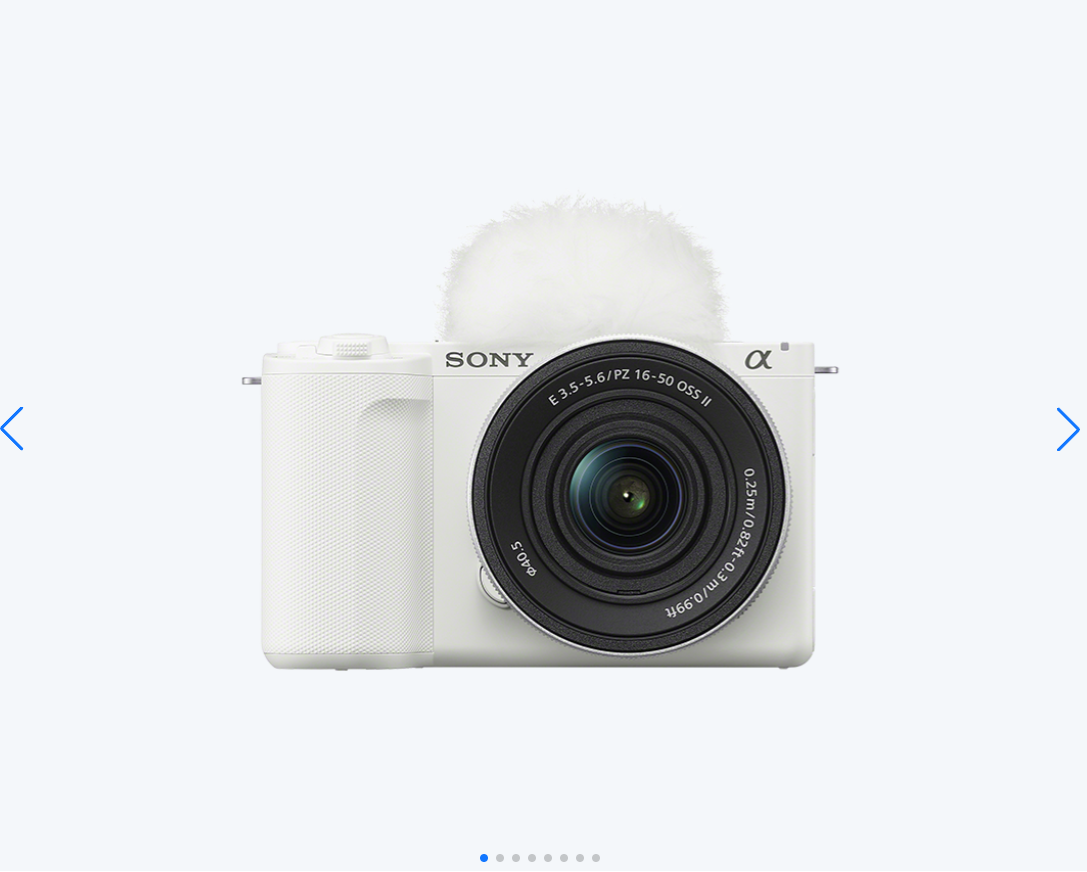 SONY
α
E 3.5-5.6/PZ 16-50 OSS II
0.25m/0.82ft-0.3m/0.99ft
⌀40.5